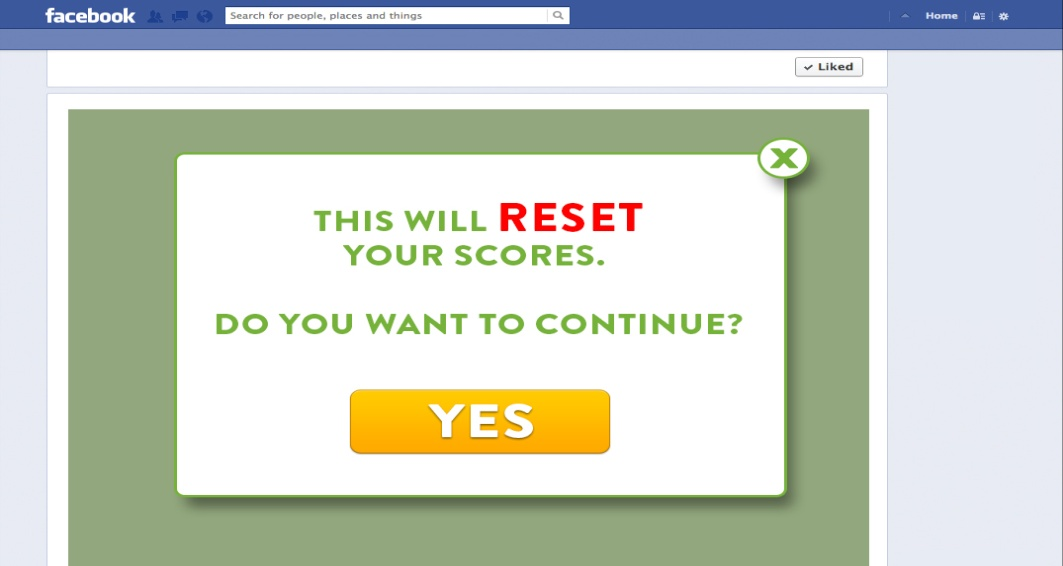 facebook
Search for people, places and things
Home
Liked
X
THIS WILL RESET
YOUR SCORES.
DO YOU WANT TO CONTINUE?
YES